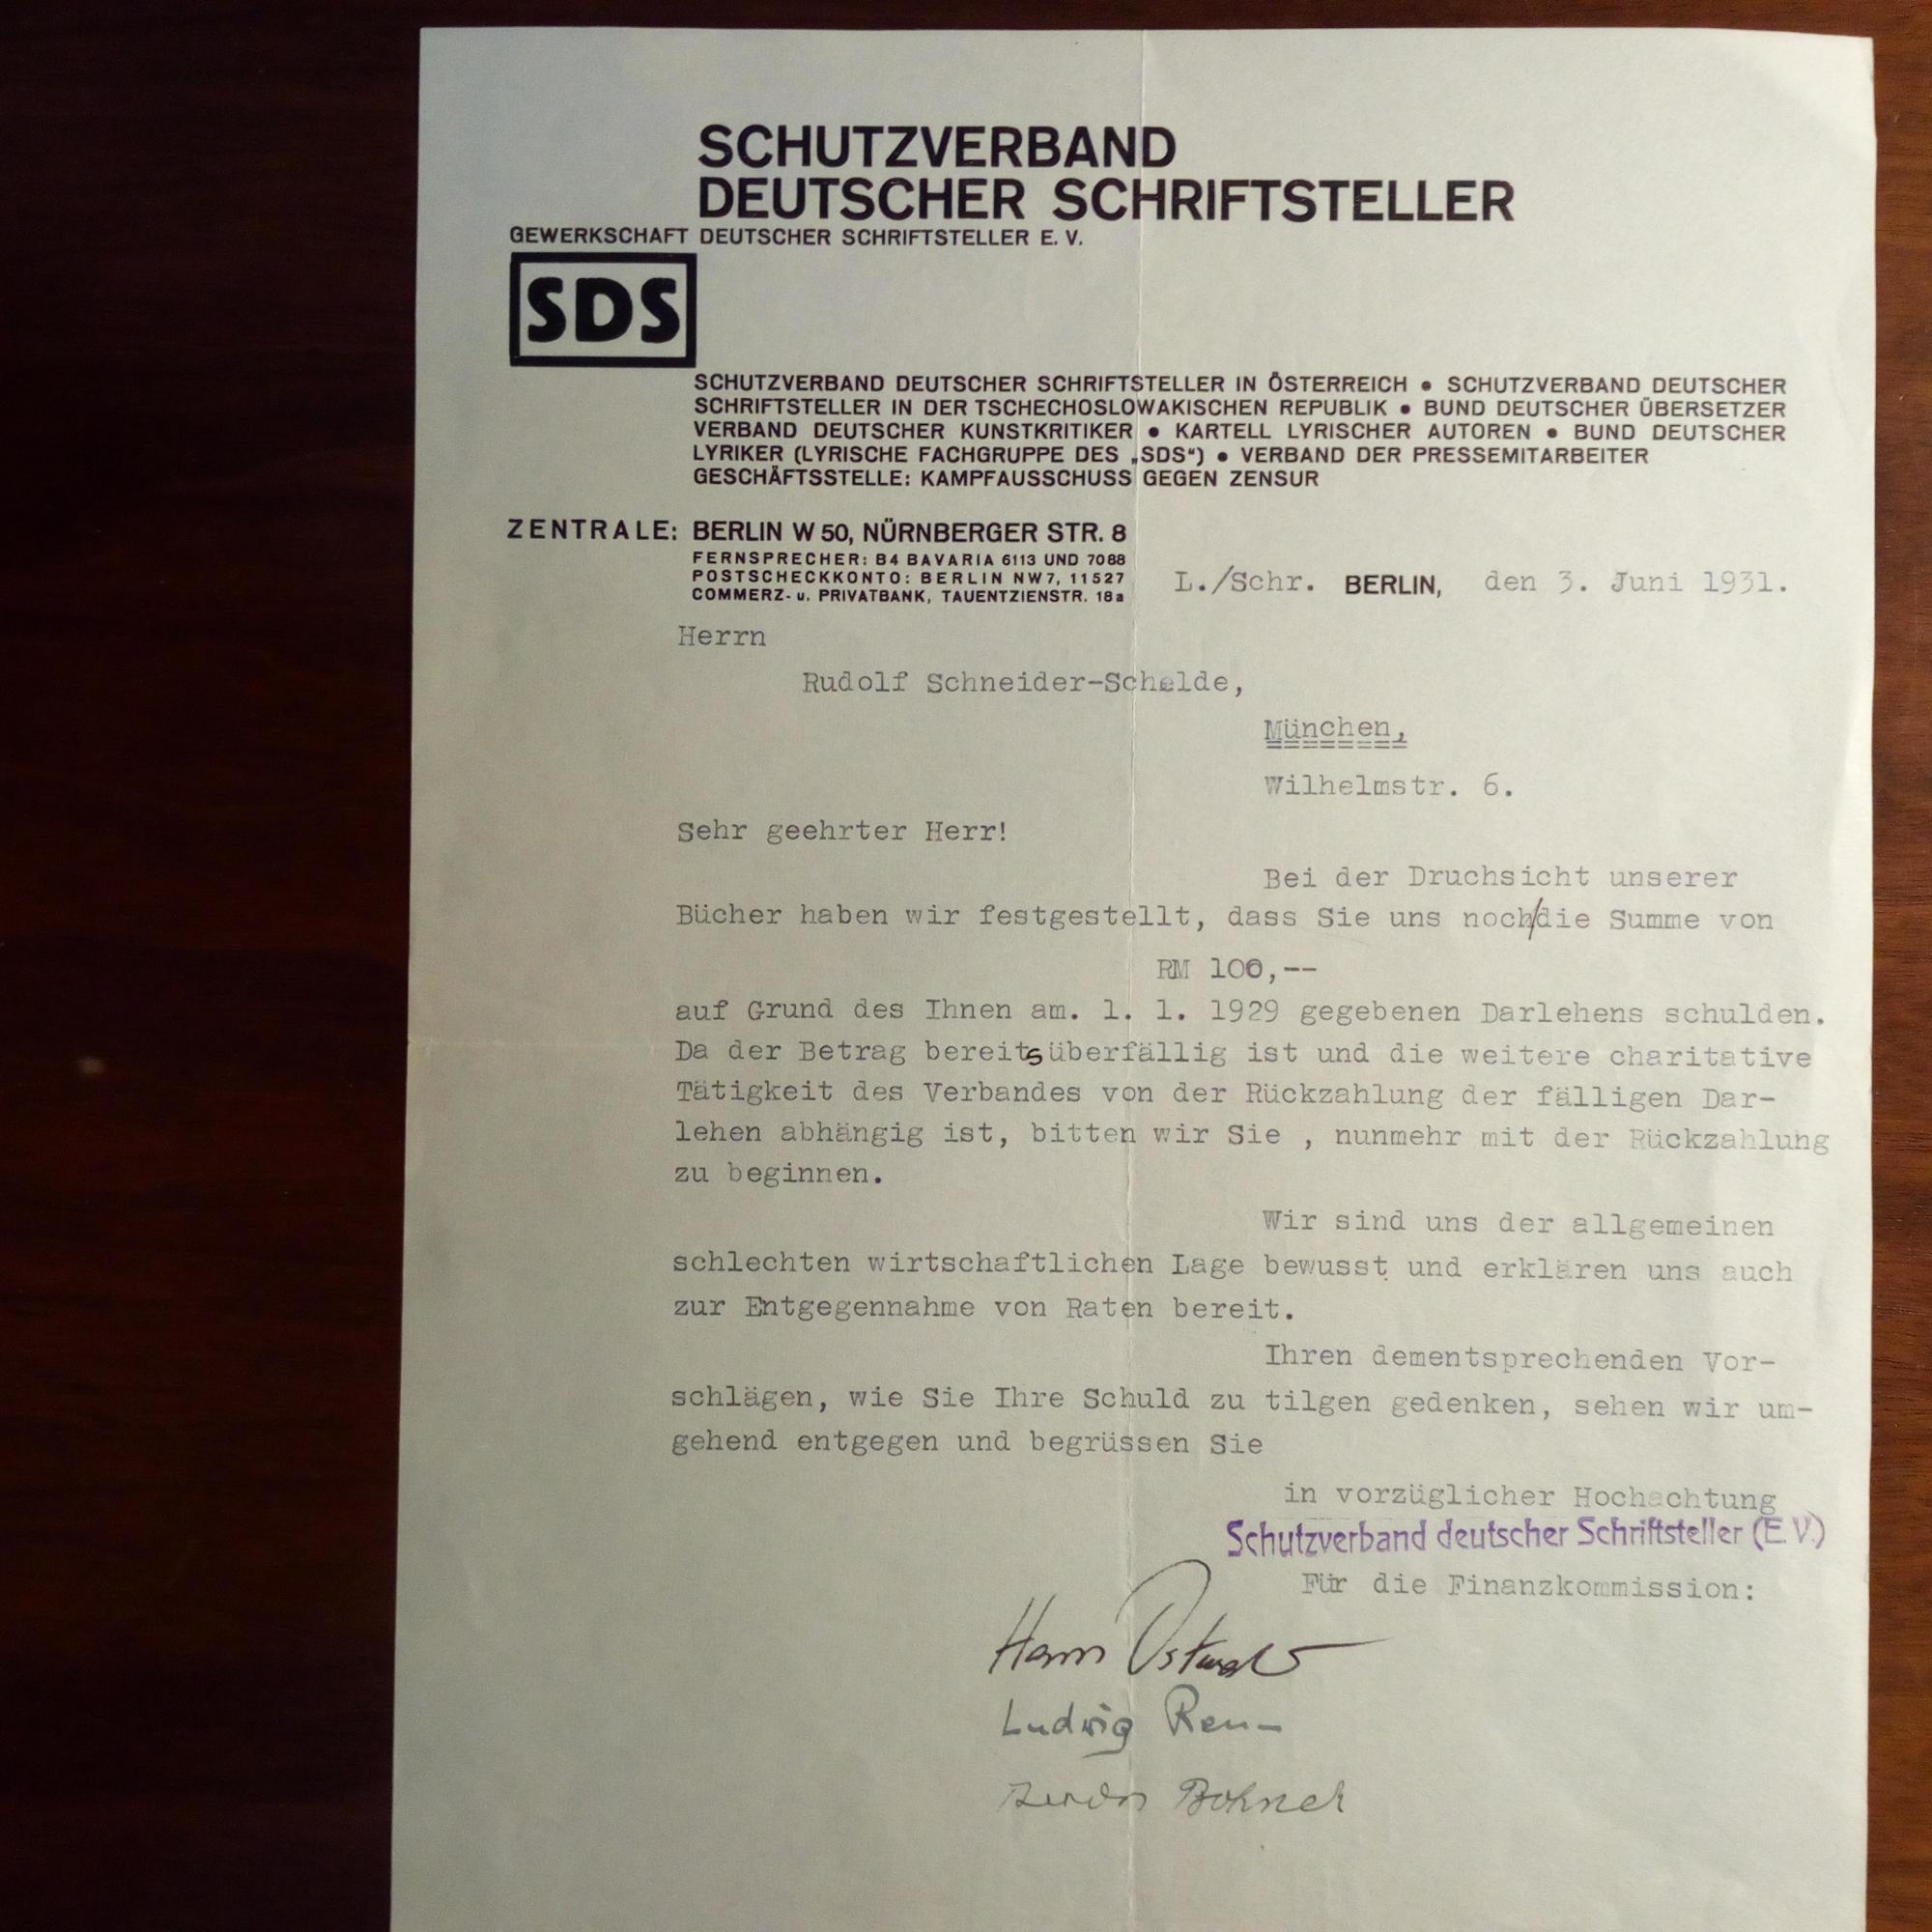 SCHUTZVERBAND
DEUTSCHER SCHRIFTSTELLER
GEWERKSCHAFT DEUTSCHER SCHRIFTSTELLER E. V.
SDS
SCHUTZVERBAND DEUTSCHER SCHRIFTSTELLER IN ÖSTERREICH • SCHUTZVERBAND DEUTSCHER
SCHRIFTSTELLER IN DER TSCHECHOSLOWAKISCHEN REPUBLIK • BUND DEUTSCHER ÜBERSETZER
VERBAND DEUTSCHER KUNSTKRITIKER • KARTELL LYRISCHER AUTOREN • BUND DEUTSCHER
LYRIKER (LYRISCHE FACHGRUPPE DES „SDS“) • VERBAND DER PRESSEMITARBEITER
GESCHÄFTSSTELLE: KAMPFAUSSCHUSS GEGEN ZENSUR
ZENTRALE: BERLIN W 50, NÜRNBERGER STR. 8
FERNSPRECHER: B4 BAVARIA 6113 UND 7088
POSTSCHECKKONTO: BERLIN NW7, 11527
COMMERZ- u. PRIVATBANK, TAUENTZIENSTR. 18a
L./Schr. BERLIN, den 3. Juni 1931.
Herrn
Rudolf Schneider-Schelde,
München,
Wilhelmstr. 6.
Sehr geehrter Herr!
Bei der Druchsicht unserer
Bücher haben wir festgestellt, dass Sie uns noch/die Summe von
RM 100,--
auf Grund des Ihnen am. 1. 1. 1929 gegebenen Darlehens schulden.
Da der Betrag bereits überfällig ist und die weitere charitative
Tätigkeit des Verbandes von der Rückzahlung der fälligen Dar-
lehen abhängig ist, bitten wir Sie , nunmehr mit der Rückzahlung
zu beginnen.
Wir sind uns der allgemeinen
schlechten wirtschaftlichen Lage bewusst und erklären uns auch
zur Entgegennahme von Raten bereit.
Ihren dementsprechenden Vor-
schlägen, wie Sie Ihre Schuld zu tilgen gedenken, sehen wir um-
gehend entgegen und begrüssen Sie
in vorzüglicher Hochachtung
Schutzverband deutscher Schriftsteller (E.V.)
Für die Finanzkommission:
Hans Ostwald
Ludwig Renn
Bohner